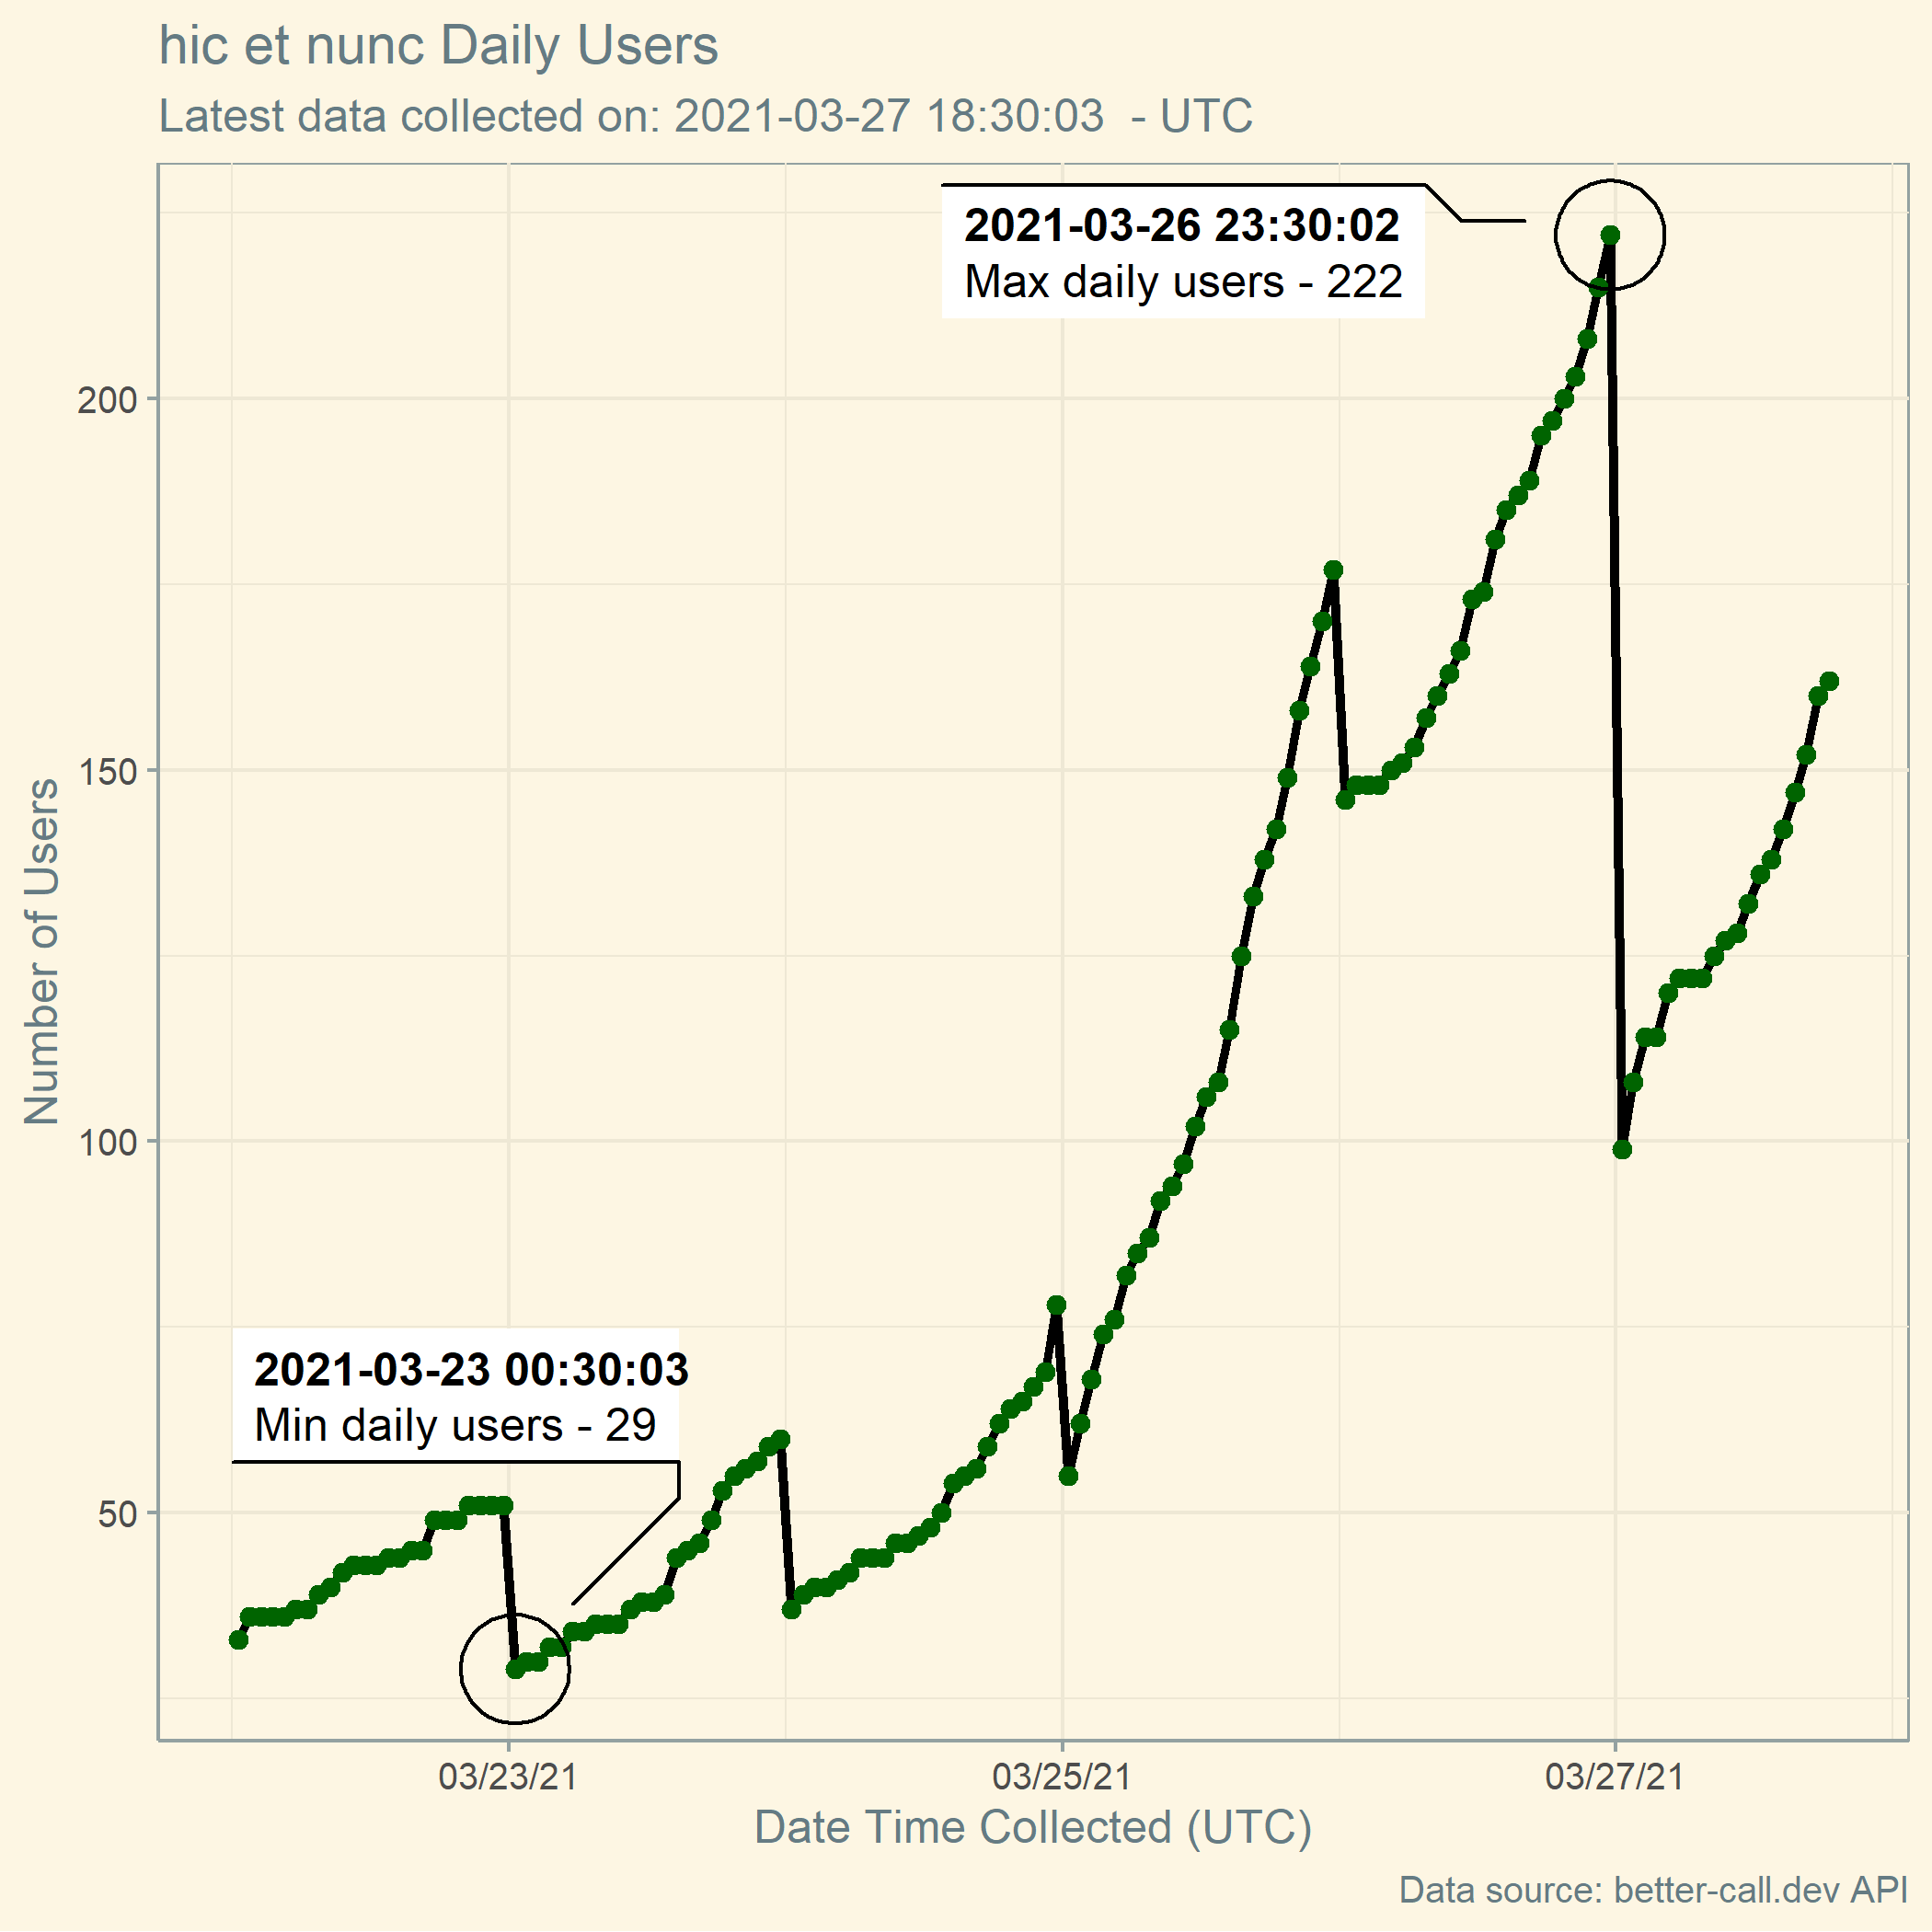 hic et nunc Daily Users
Latest data collected on: 2021-03-27 18:30:03  - UTC
2021-03-26 23:30:02
Max daily users - 222
200
150
100
50
Number of Users
2021-03-23 00:30:03
Min daily users - 29
03/23/21
03/25/21
03/27/21
Date Time Collected (UTC)
Data source: better-call.dev API